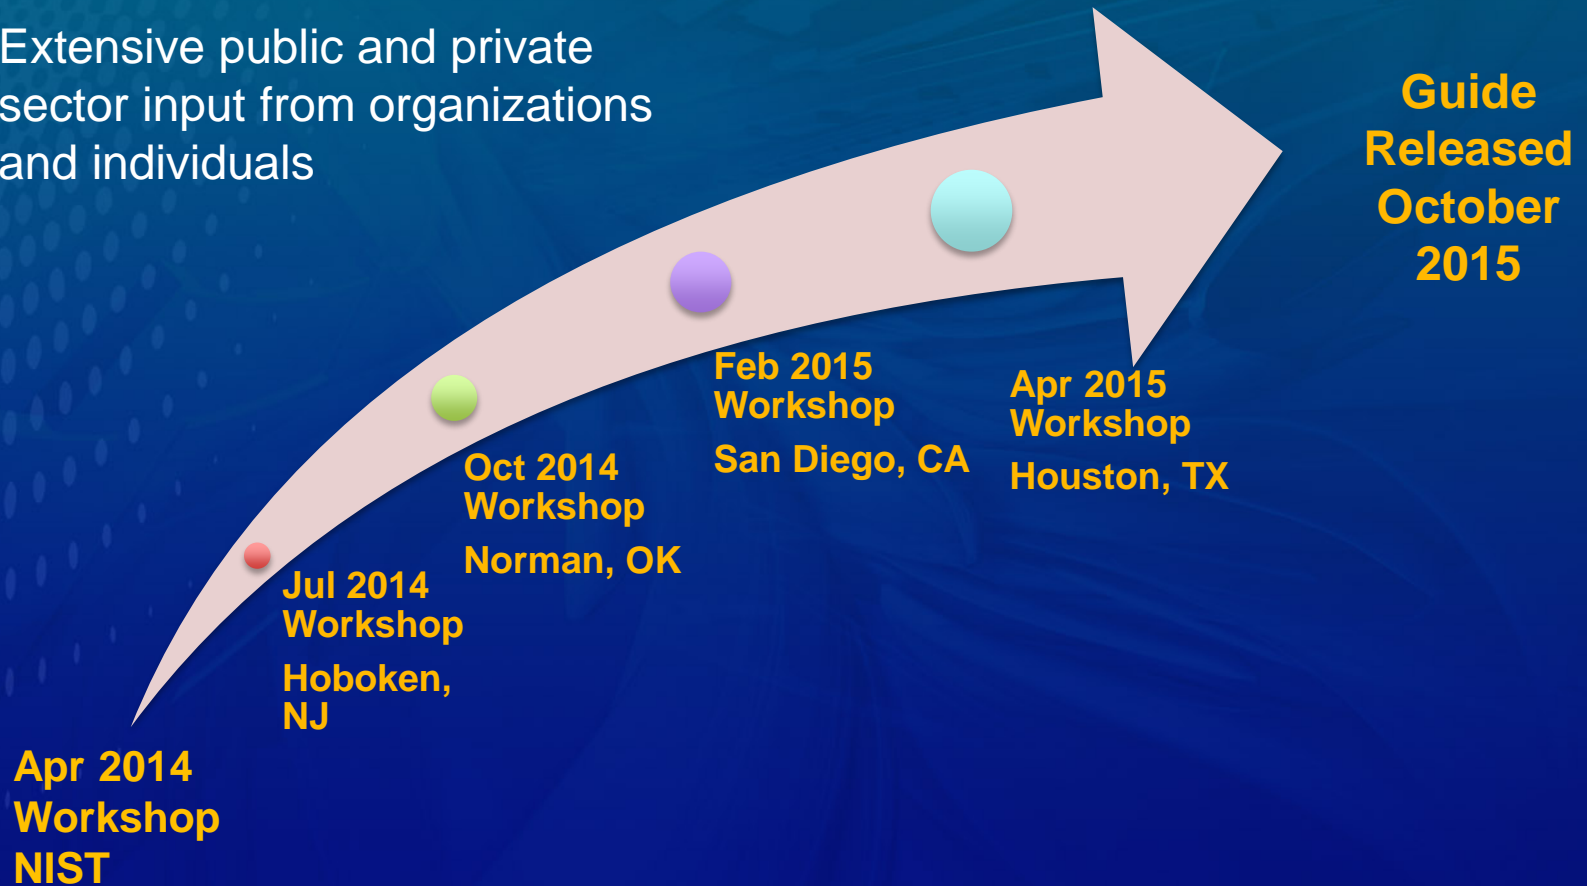 Extensive public and private
sector input from organizations
and individuals
Guide
Released
October
2015
Feb 2015
Workshop
San Diego, CA
Apr 2015
Workshop
Houston, TX
Oct 2014
Workshop
Norman, OK
Jul 2014
Workshop
Hoboken,
NJ
Apr 2014
Workshop
NIST